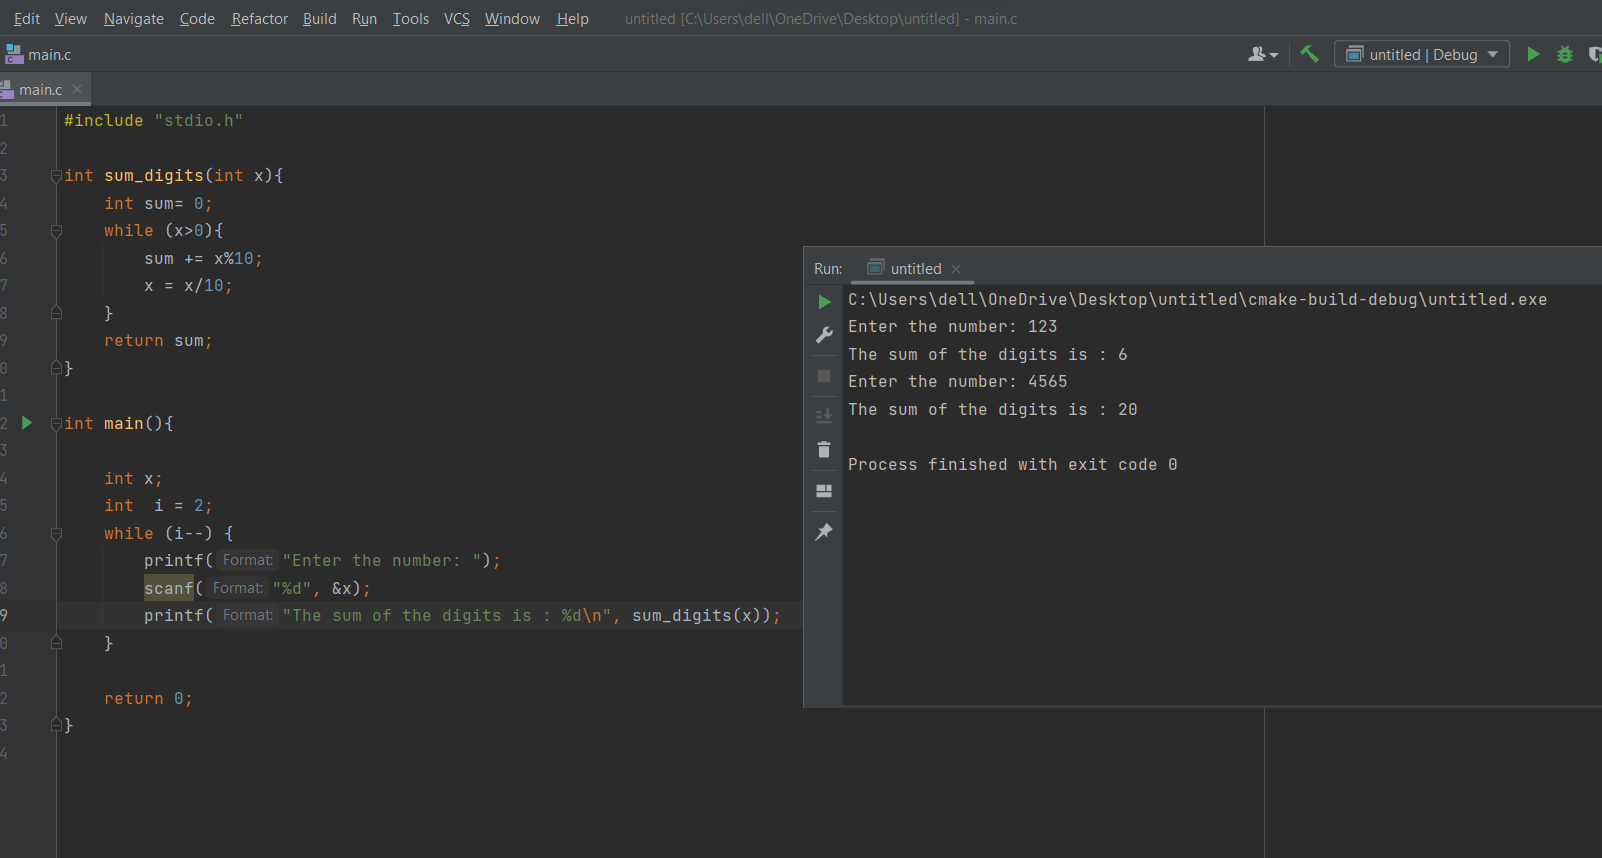 Edit View Navigate Code Refactor Build Run Tools VCS Window Help untitled [C:\Users\dell\OneDrive\Desktop\untitled] - main.c
main.c untitled | Debug
main.c
1 #include "stdio.h"
2
3 int sum_digits(int x){
4     int sum= 0;
5     while (x>0){
6         sum += x%10;
7         x = x/10;
8     }
9     return sum;
0 }
1
2 int main(){
3
4     int x;
5     int  i = 2;
6     while (i--) {
7         printf( Format: "Enter the number: ");
8         scanf( Format: "%d", &x);
9         printf( Format: "The sum of the digits is : %d\n", sum_digits(x));
0     }
1
2     return 0;
3 }
4
Run: untitled
C:\Users\dell\OneDrive\Desktop\untitled\cmake-build-debug\untitled.exe
Enter the number: 123
The sum of the digits is : 6
Enter the number: 4565
The sum of the digits is : 20
Process finished with exit code 0